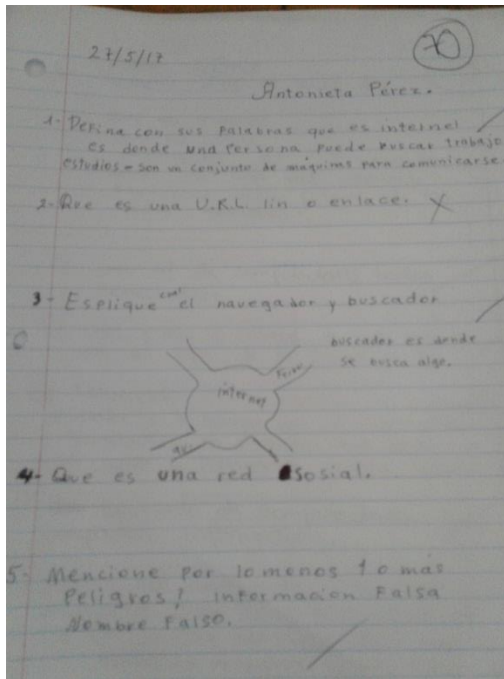 27/5/17
70
Antonieta Pérez.
1- Defina con sus palabras que es internet
es donde una persona puede buscar trabajo
estudios - son un conjunto de máquinas para comunicarse
2- Que es una U.R.L lin o enlace. X
3- Esplique el navegador y buscador
buscador es donde
se busca algo.
internet
4- Que es una red sosial.
5- Mencione por lo menos 1 o más
Peligros! Informacion Falsa
Nombre Falso.